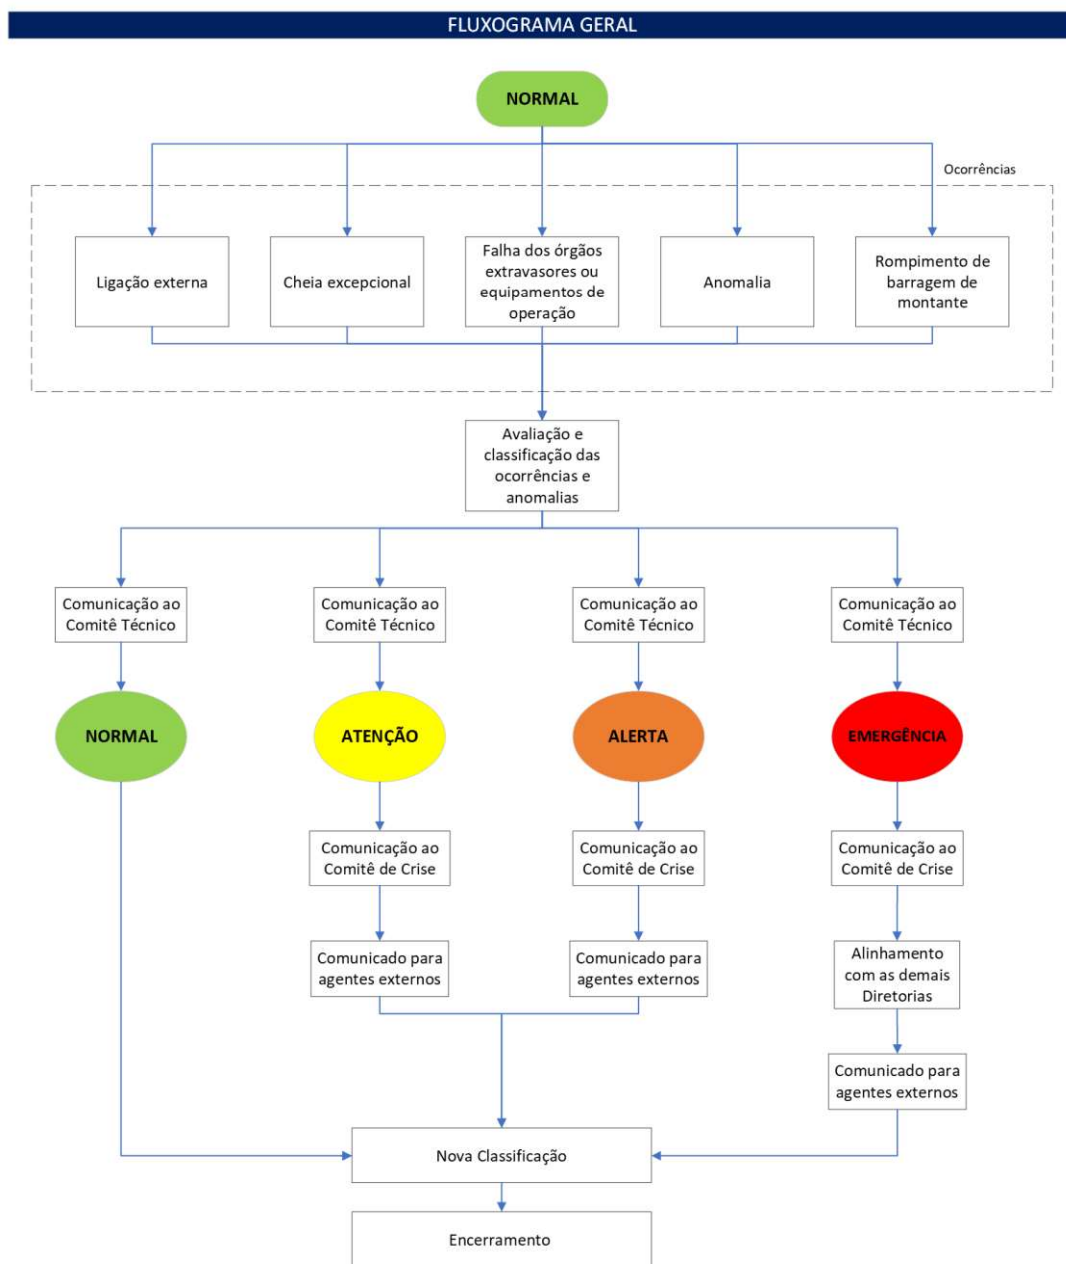 FLUXOGRAMA GERAL
NORMAL
Ocorrências
Ligação externa
Cheia excepcional
Falha dos órgãos
extravasores ou
equipamentos de
operação
Anomalia
Rompimento de
barragem de
montante
Avaliação e
classificação das
ocorrências e
anomalias
Comunicação ao
Comitê Técnico
Comunicação ao
Comitê Técnico
Comunicação ao
Comitê Técnico
Comunicação ao
Comitê Técnico
NORMAL
ATENÇÃO
ALERTA
EMERGÊNCIA
Comunicação ao
Comitê de Crise
Comunicação ao
Comitê de Crise
Comunicação ao
Comitê de Crise
Comunicado para
agentes externos
Comunicado para
agentes externos
Alinhamento
com as demais
Diretorias
Comunicado para
agentes externos
Nova Classificação
Encerramento